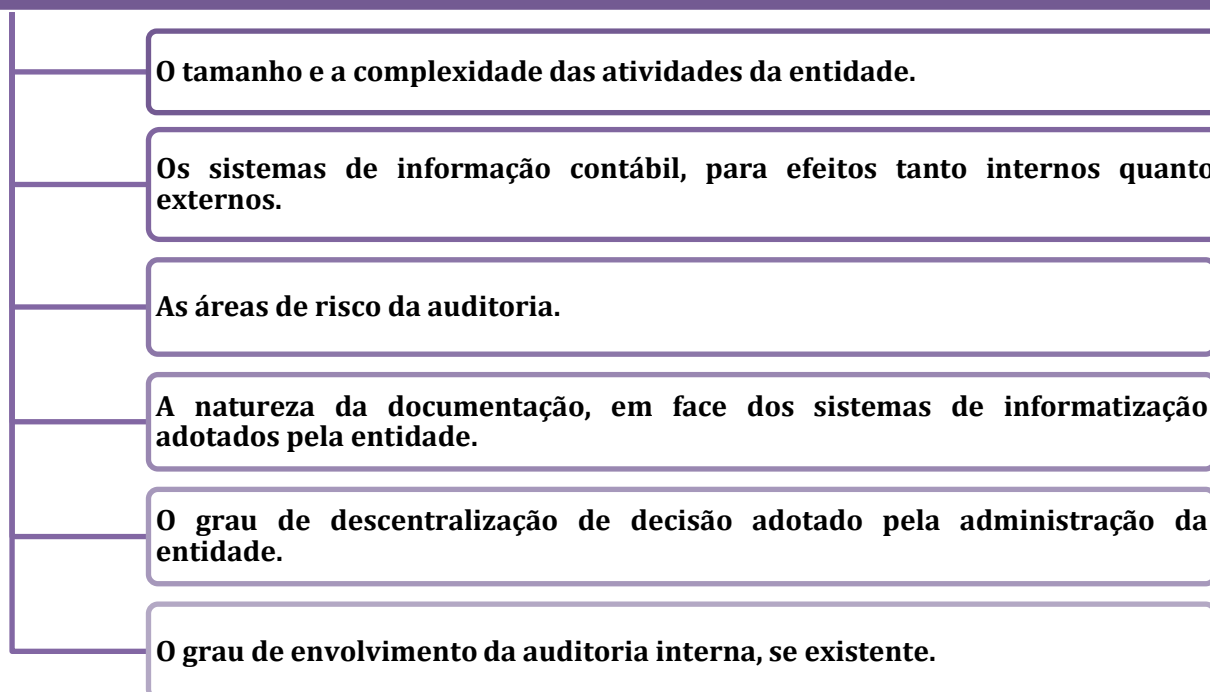 O tamanho e a complexidade das atividades da entidade.
Os sistemas de informação contábil, para efeitos tanto internos quanto
externos.
As áreas de risco da auditoria.
A natureza da documentação, em face dos sistemas de informatização
adotados pela entidade.
O grau de descentralização de decisão adotado pela administração da
entidade.
O grau de envolvimento da auditoria interna, se existente.